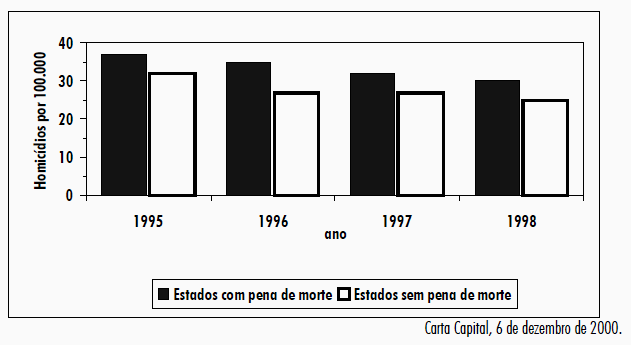 40
30
20
10
0
Homicídios por 100.000
1995 1996 1997 1998
ano
Estados com pena de morte Estados sem pena de morte
Carta Capital, 6 de dezembro de 2000.